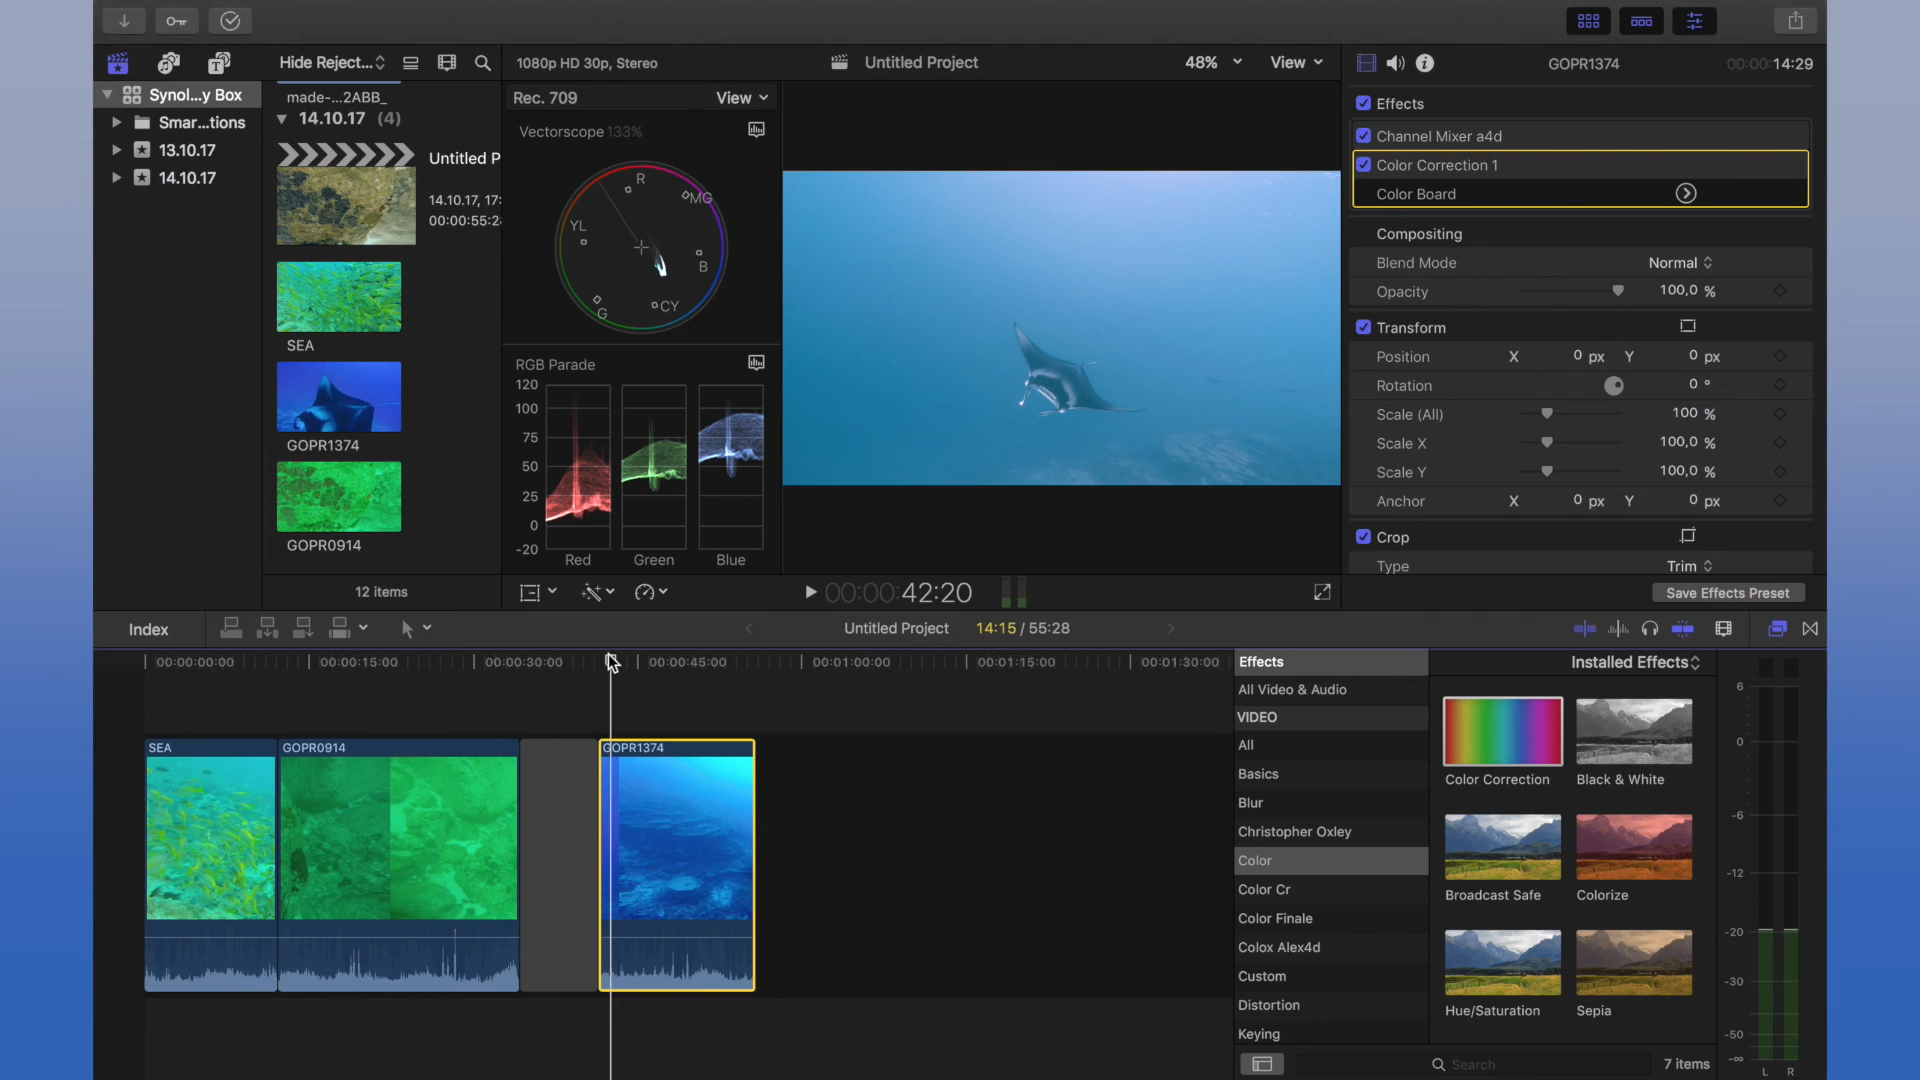 Hide Reject...
1080p HD 30p, Stereo
Untitled Project
48%
View
GOPR1374
00:00:14:29
Synol...y Box
Smar...tions
13.10.17
14.10.17
made-...2ABB_
14.10.17 (4)
Untitled P
14.10.17, 17:
SEA
GOPR1374
GOPR0914
12 items
Rec. 709
View
Vectorscope 133%
R
MG
YL
B
G
CY
RGB Parade
120
100
75
50
25
0
-20
Red
Green
Blue
00:00:42:20
Effects
Channel Mixer a4d
Color Correction 1
Color Board
Compositing
Blend Mode
Normal
Opacity
100,0 %
Transform
Position
X 0 px Y 0 px
Rotation
0 °
Scale (All)
100 %
Scale X
100,0 %
Scale Y
100,0 %
Anchor
X 0 px Y 0 px
Crop
Type
Trim
Save Effects Preset
Index
Untitled Project
14:15 / 55:28
00:00:00:00
00:00:15:00
00:00:30:00
00:00:45:00
00:01:00:00
00:01:15:00
00:01:30:00
SEA
GOPR0914
GOPR1374
Effects
All Video & Audio
VIDEO
All
Basics
Blur
Christopher Oxley
Color
Color Cr
Color Finale
Colox Alex4d
Custom
Distortion
Keying
Installed Effects
Color Correction
Black & White
Broadcast Safe
Colorize
Hue/Saturation
Sepia
Search
7 items
6
0
-6
-12
-20
-30
-50
-∞
L
R